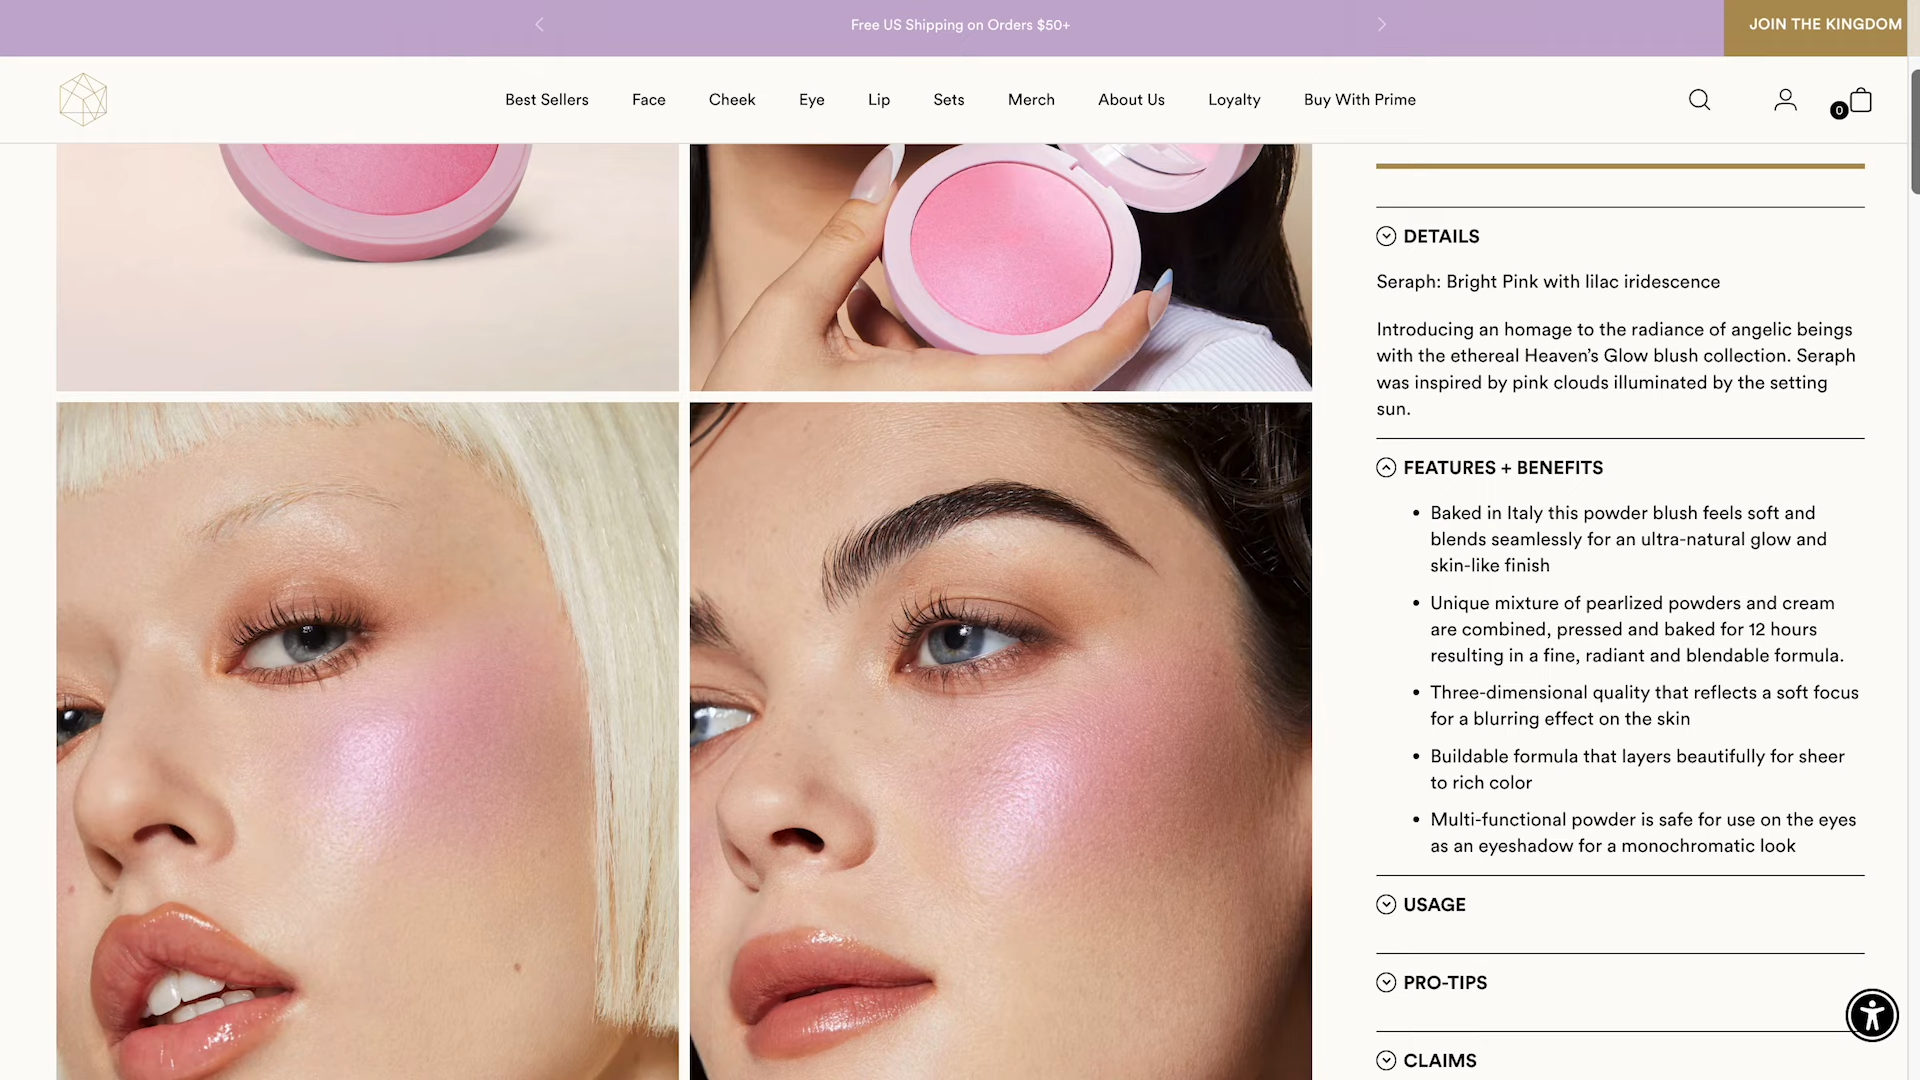 Free US Shipping on Orders $50+
JOIN THE KINGDOM
Best Sellers
Face
Cheek
Eye
Lip
Sets
Merch
About Us
Loyalty
Buy With Prime
0
DETAILS
Seraph: Bright Pink with lilac iridescence
Introducing an homage to the radiance of angelic beings
with the ethereal Heaven’s Glow blush collection. Seraph
was inspired by pink clouds illuminated by the setting
sun.
FEATURES + BENEFITS
• Baked in Italy this powder blush feels soft and
blends seamlessly for an ultra-natural glow and
skin-like finish
• Unique mixture of pearlized powders and cream
are combined, pressed and baked for 12 hours
resulting in a fine, radiant and blendable formula.
• Three-dimensional quality that reflects a soft focus
for a blurring effect on the skin
• Buildable formula that layers beautifully for sheer
to rich color
• Multi-functional powder is safe for use on the eyes
as an eyeshadow for a monochromatic look
USAGE
PRO-TIPS
CLAIMS